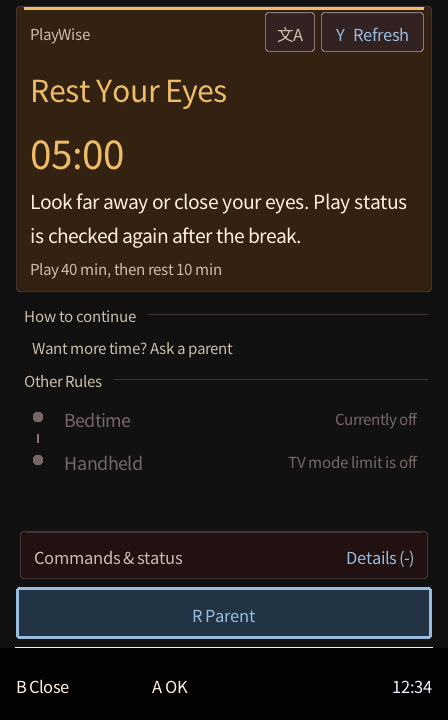 PlayWise
文A
Y Refresh
Rest Your Eyes
05:00
Look far away or close your eyes. Play status
is checked again after the break.
Play 40 min, then rest 10 min
How to continue
Want more time? Ask a parent
Other Rules
Bedtime Currently off
Handheld TV mode limit is off
Commands & status Details (-)
R Parent
B Close A OK 12:34